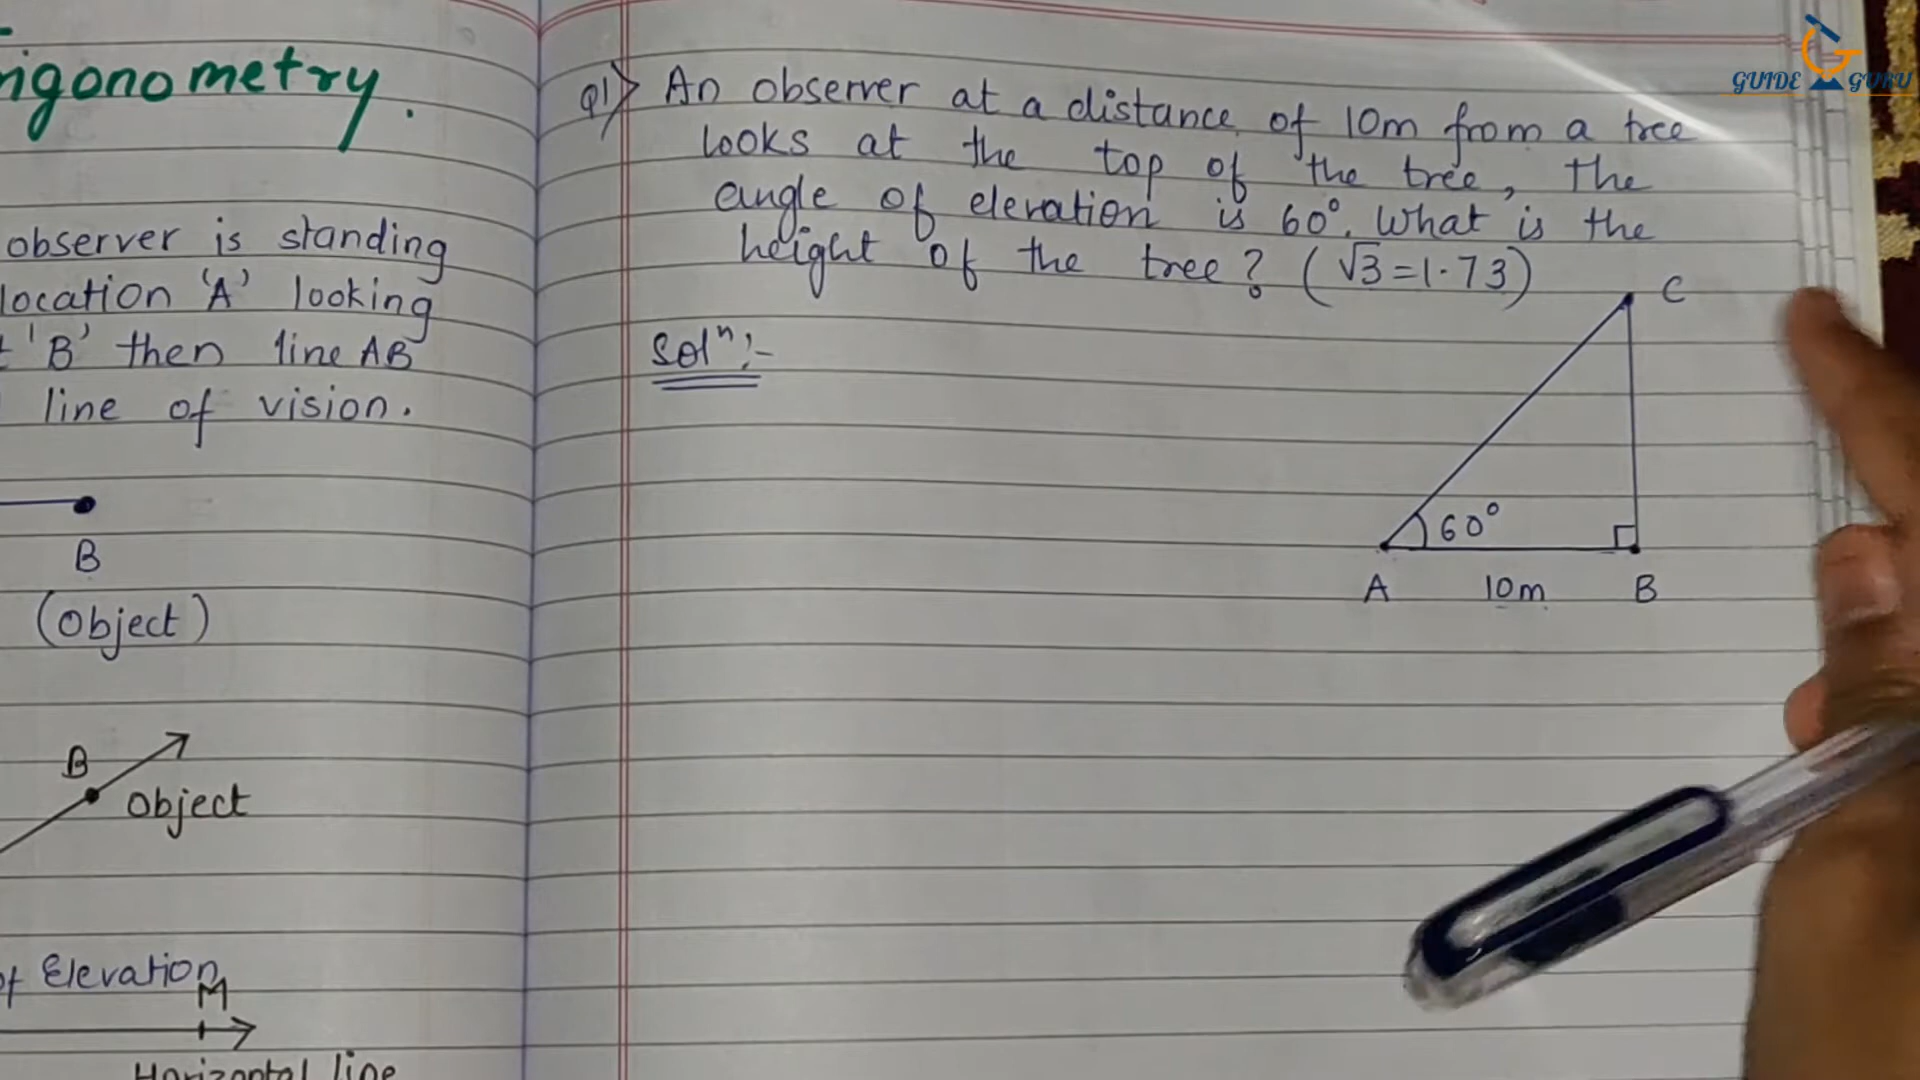 rigonometry.
observer is standing
location 'A' looking
'B' then line AB
line of vision.
B
(Object)
B
Object
of Elevation
M
Horizontal line
Q1) An observer at a distance of 10m from a tree
looks at the top of the tree, the
angle of elevation is 60°. What is the
height of the tree? (√3=1.73)
Solⁿ:-
C
60°
A 10m B
GUIDE GURU